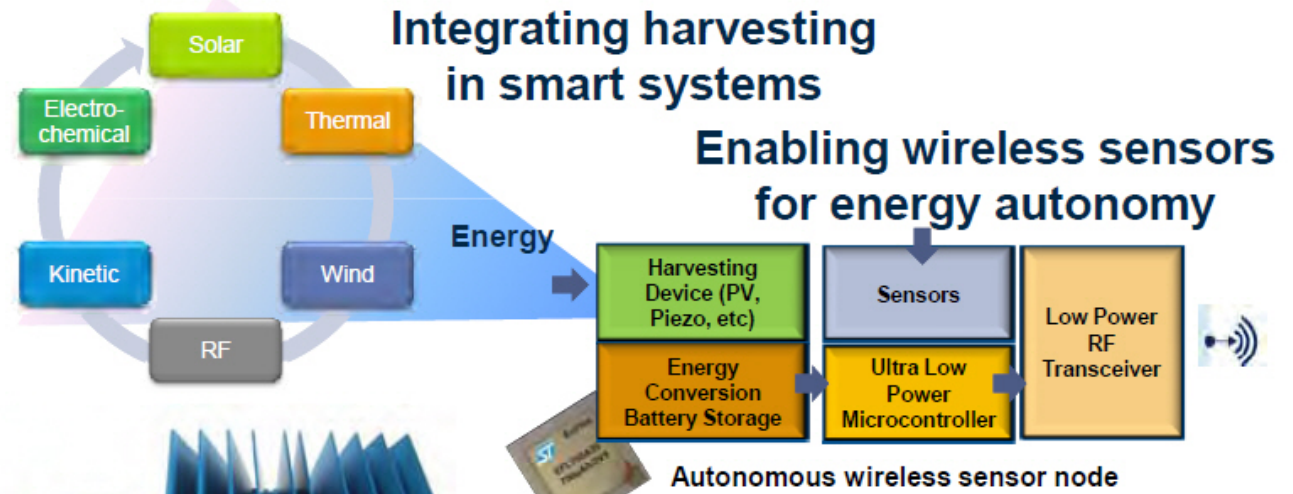 Integrating harvesting
in smart systems
Solar
Electro-
chemical
Thermal
Enabling wireless sensors
for energy autonomy
Energy
Kinetic
Wind
RF
Harvesting
Device (PV,
Piezo, etc)
Sensors
Low Power
RF
Transceiver
Energy
Conversion
Battery Storage
Ultra Low
Power
Microcontroller
ST
Autonomous wireless sensor node